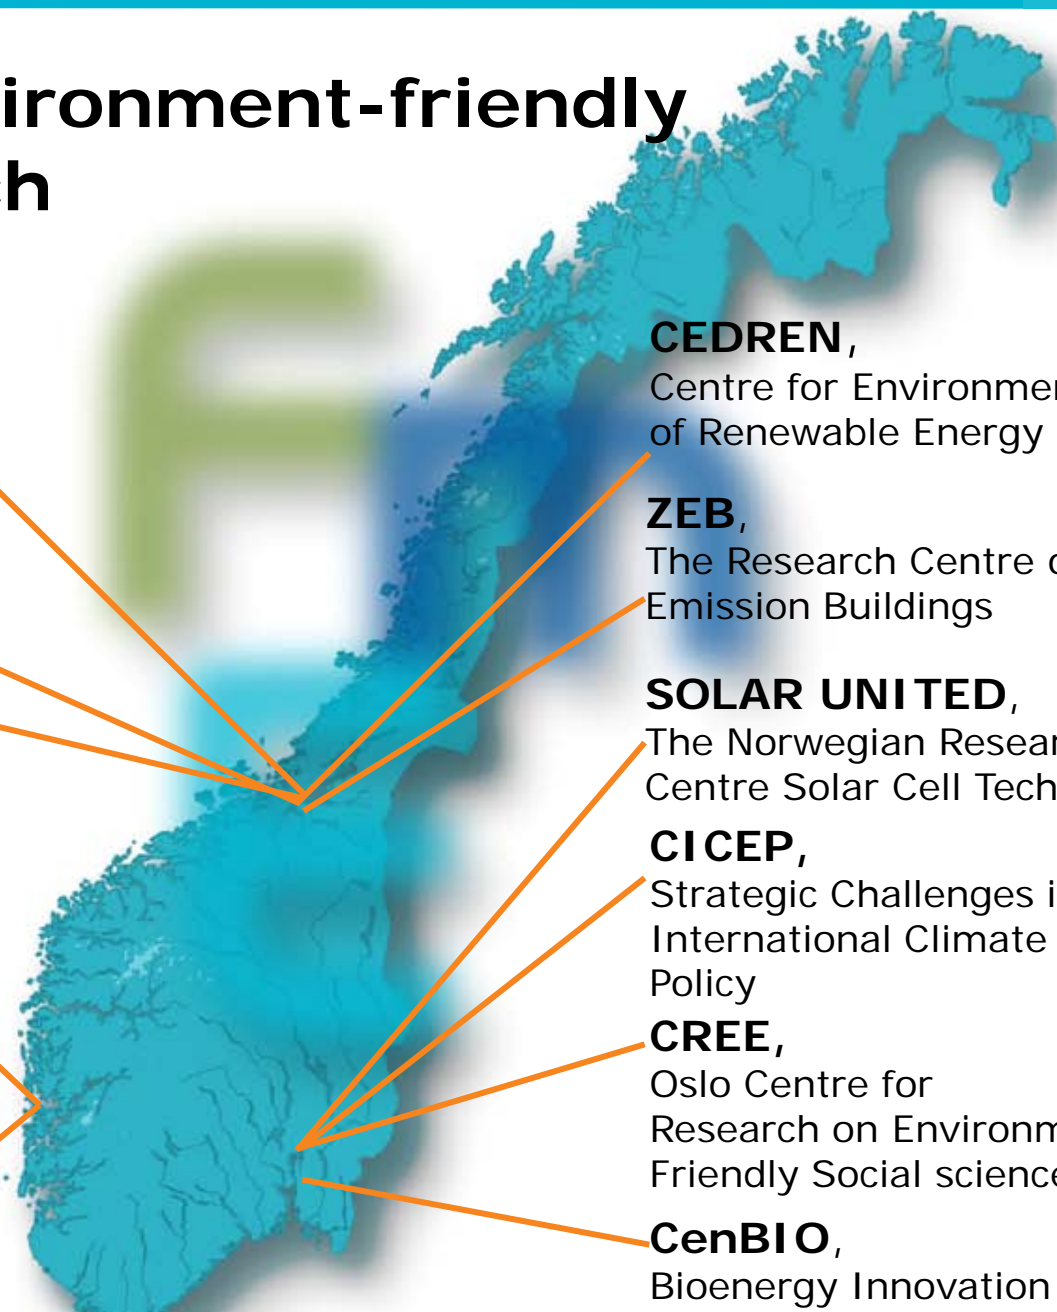 ironment-friendly
ch
CEDREN,
Centre for Environmen
of Renewable Energy
ZEB,
The Research Centre o
Emission Buildings
SOLAR UNITED,
The Norwegian Resear
Centre Solar Cell Tech
CICEP,
Strategic Challenges i
International Climate
Policy
CREE,
Oslo Centre for
Research on Environm
Friendly Social science
CenBIO,
Bioenergy Innovation